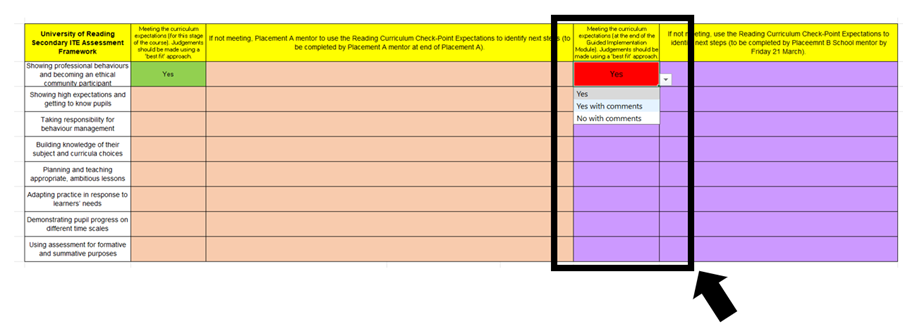 University of Reading
Secondary ITE Assessment
Framework
Meeting the curriculum
expectations (for this stage
of the course). Judgements
should be made using a
'best fit' approach.
If not meeting, Placement A mentor to use the Reading Curriculum Check-Point Expectations to identify next steps (to
be completed by Placement A mentor at end of Placement A).
Meeting the curriculum
expectations (at the end of the
Guided Implementation
Module). Judgements should be
made using a 'best fit' approach.
If not meeting, use the Reading Curriculum Check-Point Expectations to
identify next steps (to be completed by Placemnt B School mentor by
Friday 21 March).
Showing professional behaviours
and becoming an ethical
community participant
Yes
Yes
Yes
Yes with comments
No with comments
Showing high expectations and
getting to know pupils
Taking responsibility for
behaviour management
Building knowledge of their
subject and curricula choices
Planning and teaching
appropriate, ambitious lessons
Adapting practice in response to
learners' needs
Demonstrating pupil progress on
different time scales
Using assessment for formative
and summative purposes